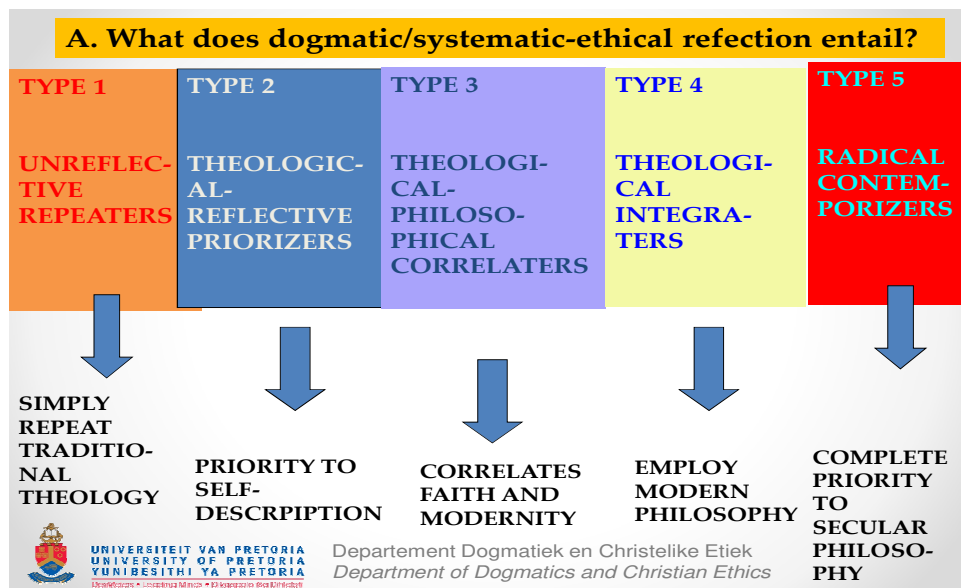 A. What does dogmatic/systematic-ethical refection entail?
TYPE 1
UNREFLEC-
TIVE
REPEATERS
TYPE 2
THEOLOGIC-
AL-
REFLECTIVE
PRIORIZERS
TYPE 3
THEOLOGI-
CAL-
PHILOSO-
PHICAL
CORRELATERS
TYPE 4
THEOLOGI-
CAL
INTEGRA-
TERS
TYPE 5
RADICAL
CONTEM-
PORIZERS
SIMPLY
REPEAT
TRADITIO-
NAL
THEOLOGY
PRIORITY TO
SELF-
DESCRPIPTION
CORRELATES
FAITH AND
MODERNITY
EMPLOY
MODERN
PHILOSOPHY
COMPLETE
PRIORITY
TO
SECULAR
PHILOSO-
PHY
UNIVERSITEIT VAN PRETORIA
UNIVERSITY OF PRETORIA
YUNIBESITHI YA PRETORIA
Departement Dogmatiek en Christelike Etiek
Department of Dogmatics and Christian Ethics